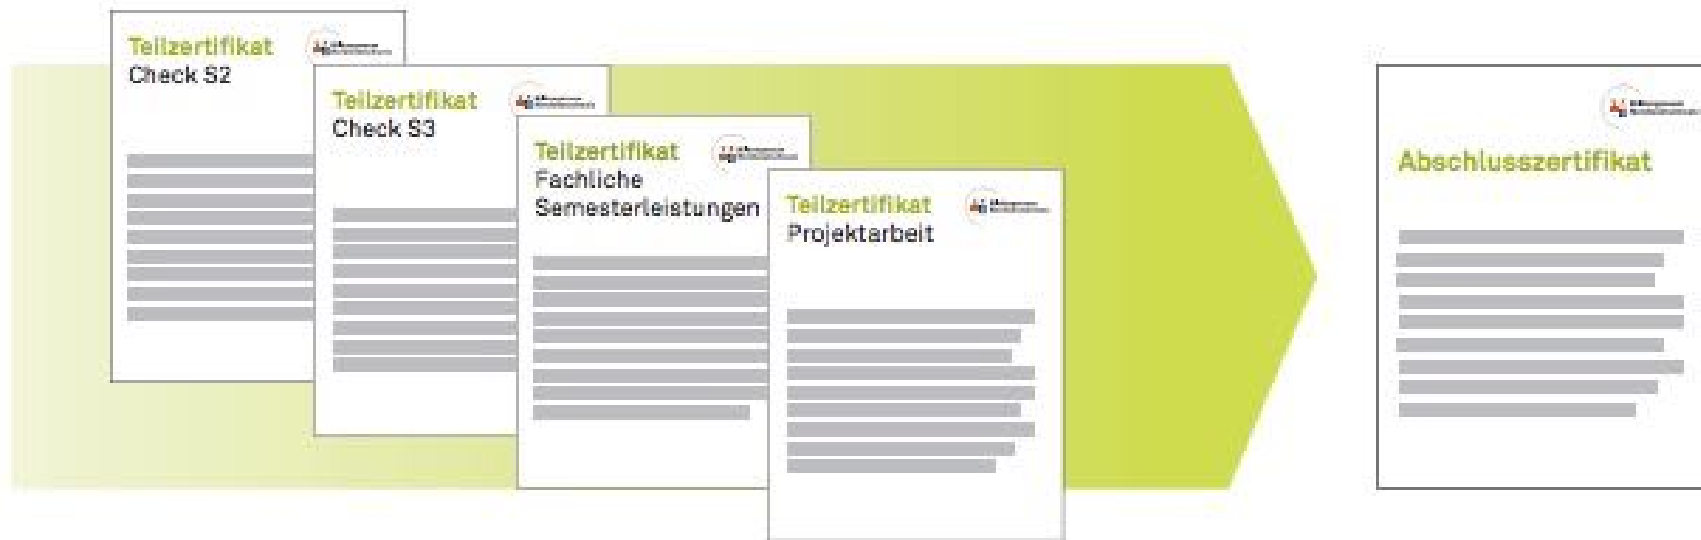 Teilzertifikat
Check S2
Teilzertifikat
Check S3
Teilzertifikat
Fachliche
Semesterleistungen
Teilzertifikat
Projektarbeit
Abschlusszertifikat